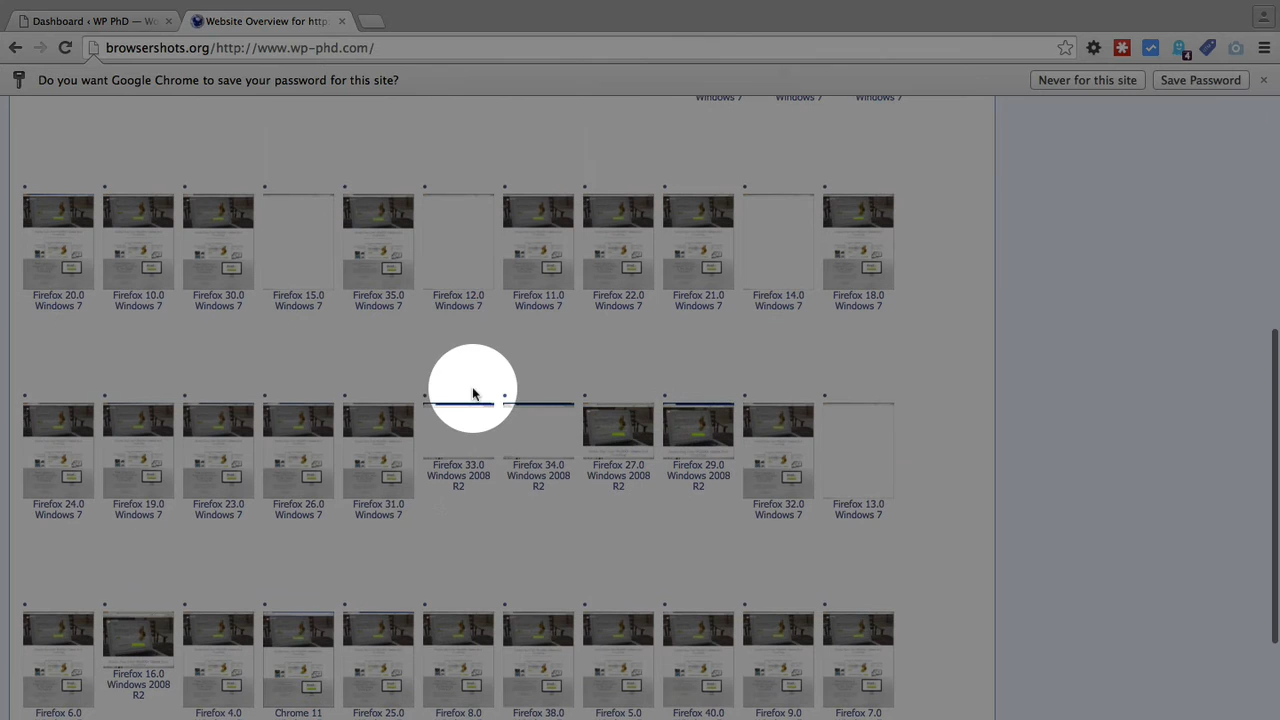 Dashboard ‹ WP PhD — Wo
Website Overview for http:
browsershots.org/http://www.wp-phd.com/
4
Do you want Google Chrome to save your password for this site?
Never for this site
Save Password
Windows 7 Windows 7 Windows 7
Firefox 20.0 Firefox 10.0 Firefox 30.0 Firefox 15.0 Firefox 35.0 Firefox 12.0 Firefox 11.0 Firefox 22.0 Firefox 21.0 Firefox 14.0 Firefox 18.0
Windows 7 Windows 7 Windows 7 Windows 7 Windows 7 Windows 7 Windows 7 Windows 7 Windows 7 Windows 7 Windows 7
Firefox 33.0 Firefox 34.0 Firefox 27.0 Firefox 29.0
Windows 2008 Windows 2008 Windows 2008 Windows 2008
R2 R2 R2 R2
Firefox 24.0 Firefox 19.0 Firefox 23.0 Firefox 26.0 Firefox 31.0 Firefox 32.0 Firefox 13.0
Windows 7 Windows 7 Windows 7 Windows 7 Windows 7 Windows 7 Windows 7
Firefox 16.0
Windows 2008
R2
Firefox 6.0 Firefox 4.0 Chrome 11 Firefox 25.0 Firefox 8.0 Firefox 38.0 Firefox 5.0 Firefox 40.0 Firefox 9.0 Firefox 7.0